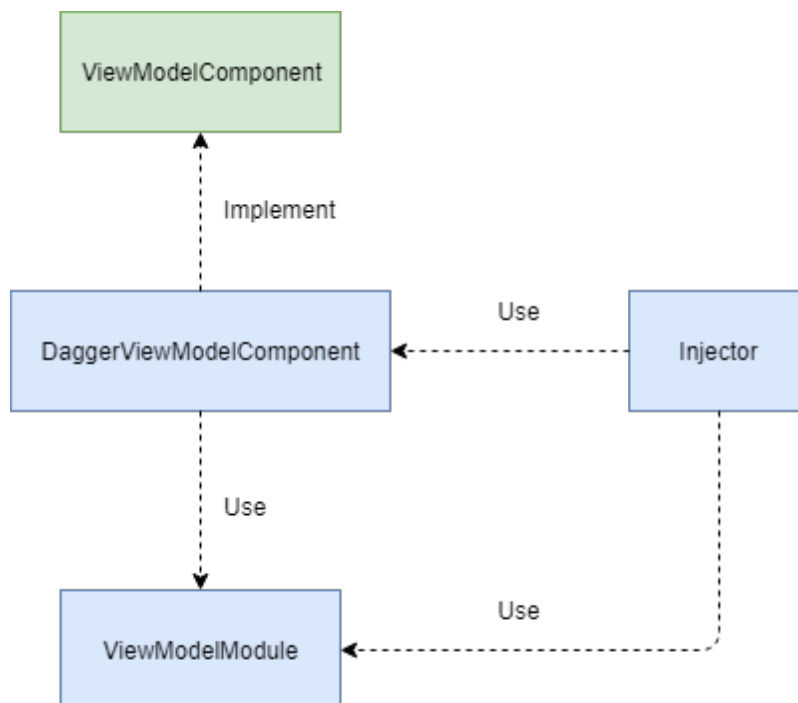 ViewModelComponent
Implement
DaggerViewModelComponent
Use
Injector
Use
Use
ViewModelModule